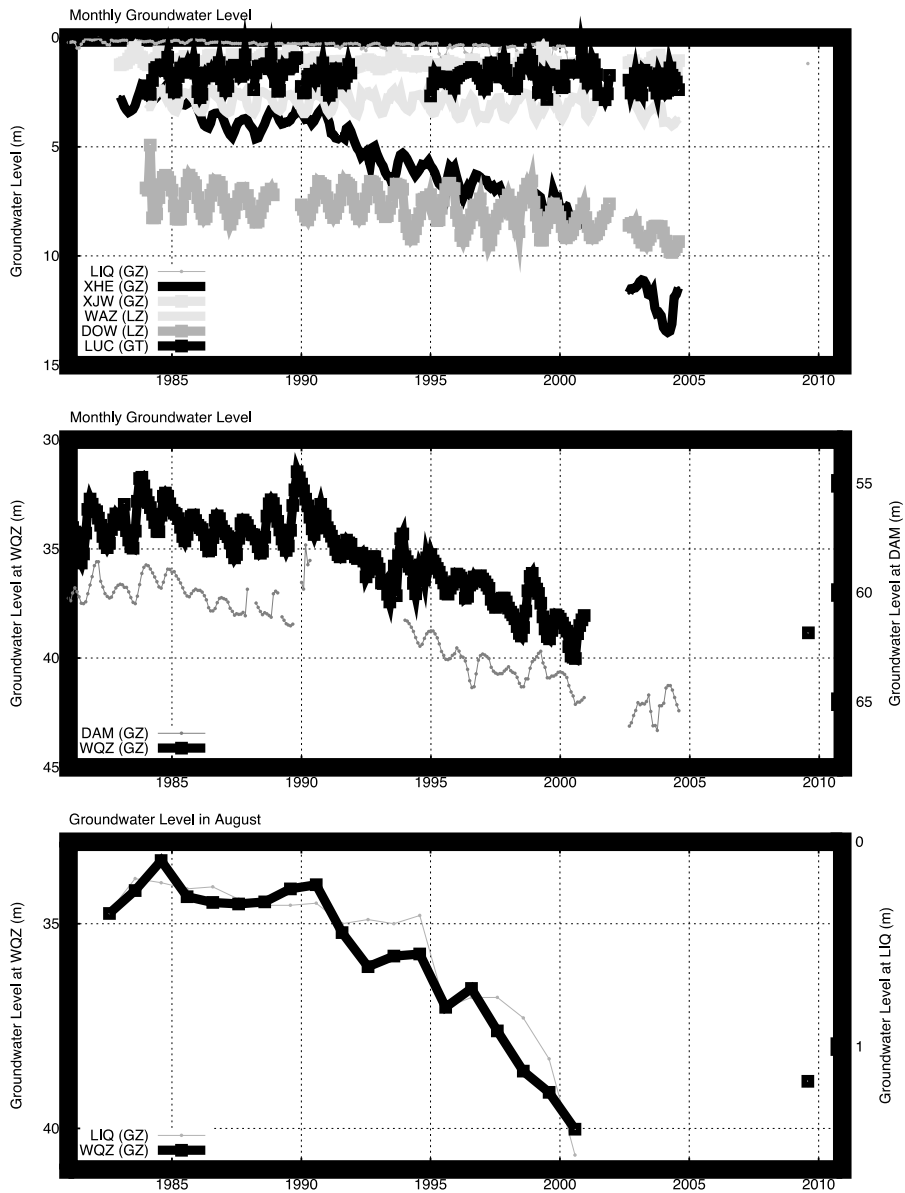 Monthly Groundwater Level
0
5
10
15
Groundwater Level (m)
LIQ (GZ)
XHE (GZ)
XJW (GZ)
WAZ (LZ)
DOW (LZ)
LUC (GT)
1985 1990 1995 2000 2005 2010
Monthly Groundwater Level
30
35
40
45
Groundwater Level at WQZ (m)
55
60
65
Groundwater Level at DAM (m)
DAM (GZ)
WQZ (GZ)
1985 1990 1995 2000 2005 2010
Groundwater Level in August
35
40
Groundwater Level at WQZ (m)
0
1
Groundwater Level at LIQ (m)
LIQ (GZ)
WQZ (GZ)
1985 1990 1995 2000 2005 2010